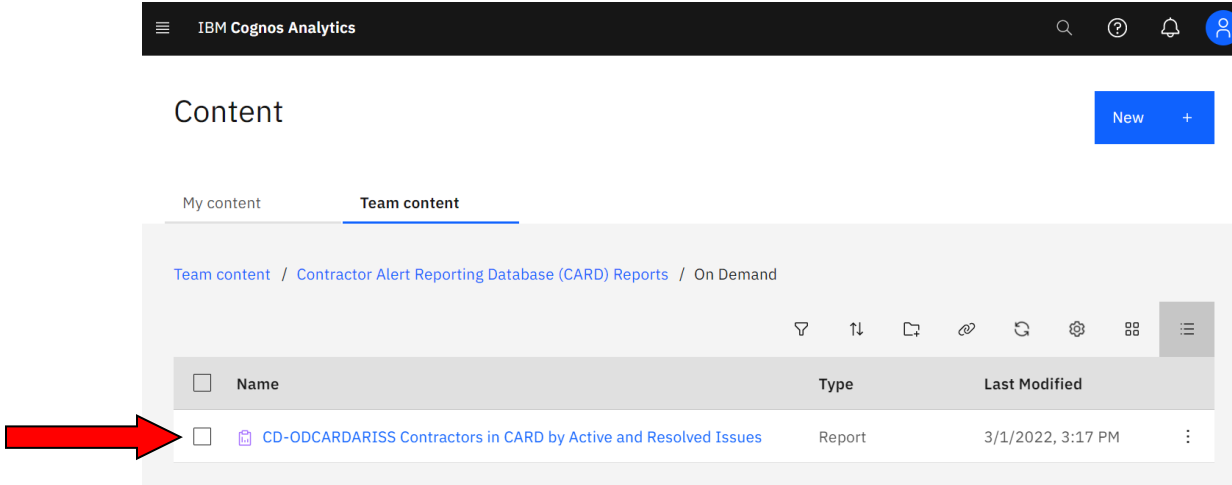 IBM Cognos Analytics
Content
New +
My content Team content
Team content / Contractor Alert Reporting Database (CARD) Reports / On Demand
Name Type Last Modified
CD-ODCARDARISS Contractors in CARD by Active and Resolved Issues Report 3/1/2022, 3:17 PM